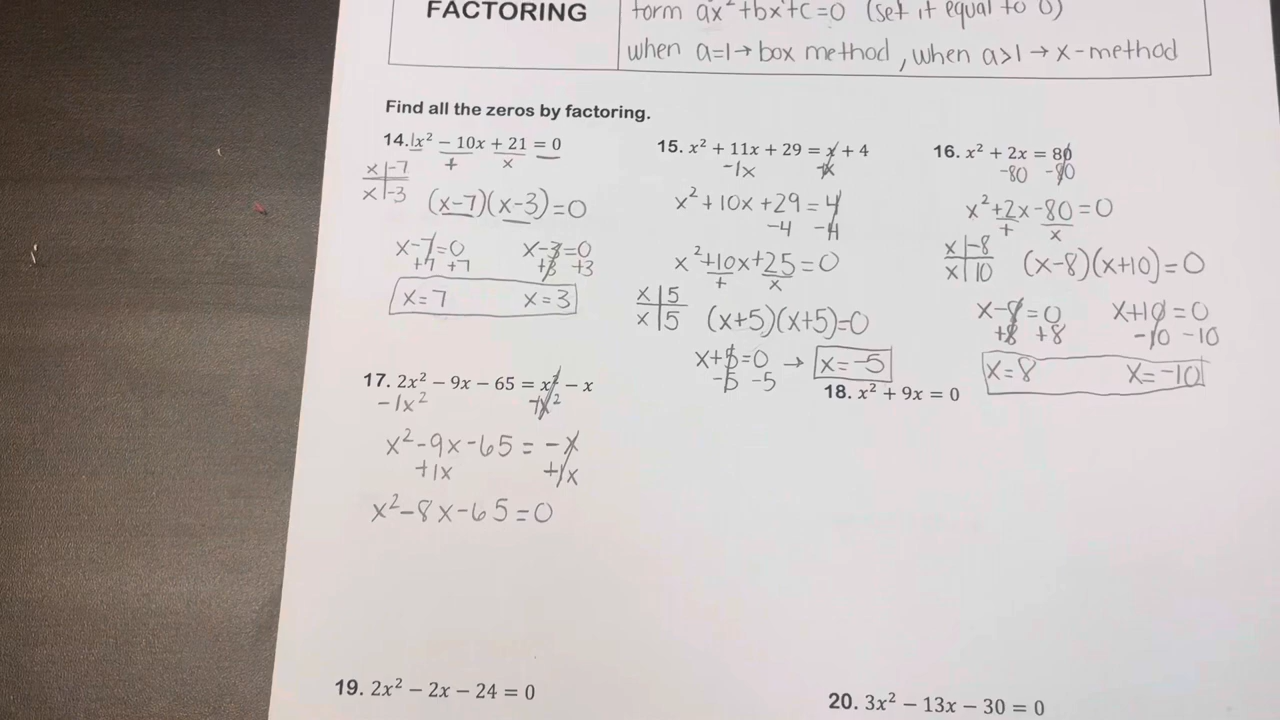 FACTORING
form ax² + bx + c = 0 (set it equal to 0)
when a=1 → box method, when a>1 → x-method
Find all the zeros by factoring.
14. 1x² − 10x + 21 = 0
+ x
x | -7
x | -3
(x-7)(x-3)=0
x-7=0 x-3=0
+7 +7 +3 +3
x=7 x=3
15. x² + 11x + 29 = x + 4
-1x -1x
x² + 10x + 29 = 4
-4 -4
x² + 10x + 25 = 0
+ x
x | 5
x | 5
(x+5)(x+5)=0
x+5=0 → x=-5
-5 -5
16. x² + 2x = 80
-80 -80
x² + 2x - 80 = 0
+ x
x | -8
x | 10
(x-8)(x+10)=0
x-8=0 x+10=0
+8 +8 -10 -10
x=8 x=-10
17. 2x² − 9x − 65 = x² − x
-1x² -1x²
x² - 9x - 65 = -x
+1x +1x
x² - 8x - 65 = 0
18. x² + 9x = 0
19. 2x² − 2x − 24 = 0
20. 3x² − 13x − 30 = 0